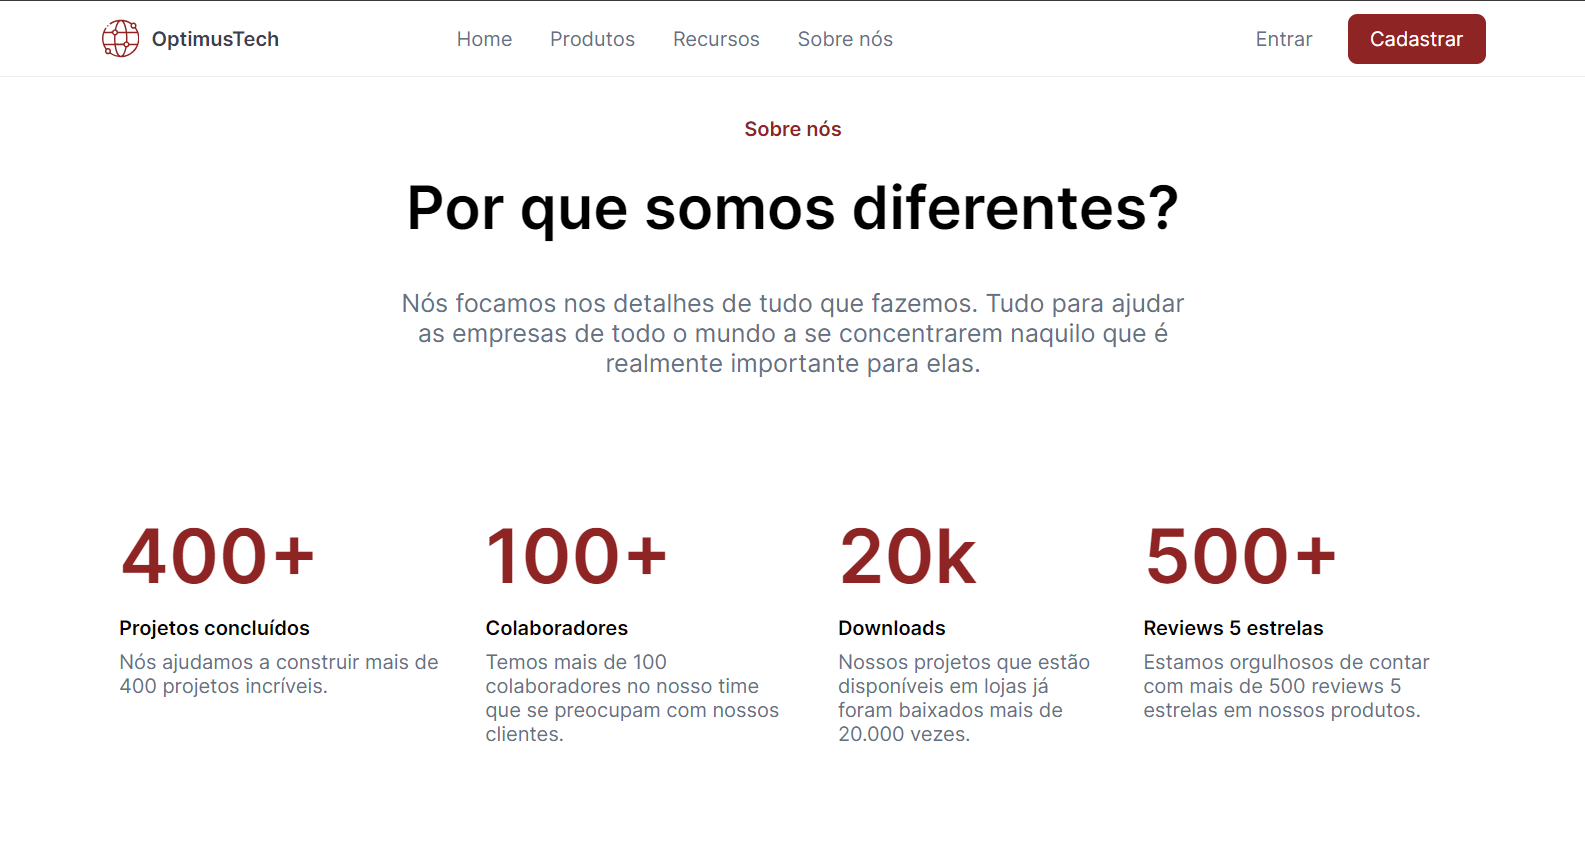 OptimusTech
Home
Produtos
Recursos
Sobre nós
Entrar
Cadastrar
Sobre nós
Por que somos diferentes?
Nós focamos nos detalhes de tudo que fazemos. Tudo para ajudar
as empresas de todo o mundo a se concentrarem naquilo que é
realmente importante para elas.
400+
Projetos concluídos
Nós ajudamos a construir mais de
400 projetos incríveis.
100+
Colaboradores
Temos mais de 100
colaboradores no nosso time
que se preocupam com nossos
clientes.
20k
Downloads
Nossos projetos que estão
disponíveis em lojas já
foram baixados mais de
20.000 vezes.
500+
Reviews 5 estrelas
Estamos orgulhosos de contar
com mais de 500 reviews 5
estrelas em nossos produtos.